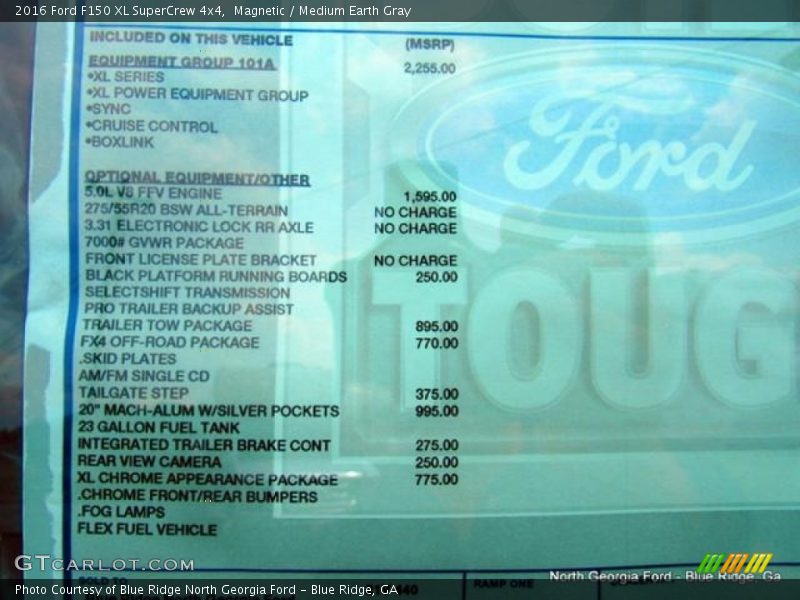 2016 Ford F150 XL SuperCrew 4x4, Magnetic / Medium Earth Gray
INCLUDED ON THIS VEHICLE (MSRP)
EQUIPMENT GROUP 101A 2,255.00
•XL SERIES
•XL POWER EQUIPMENT GROUP
•SYNC
•CRUISE CONTROL
•BOXLINK
OPTIONAL EQUIPMENT/OTHER
5.0L V8 FFV ENGINE 1,595.00
275/55R20 BSW ALL-TERRAIN NO CHARGE
3.31 ELECTRONIC LOCK RR AXLE NO CHARGE
7000# GVWR PACKAGE
FRONT LICENSE PLATE BRACKET NO CHARGE
BLACK PLATFORM RUNNING BOARDS 250.00
SELECTSHIFT TRANSMISSION
PRO TRAILER BACKUP ASSIST
TRAILER TOW PACKAGE 895.00
FX4 OFF-ROAD PACKAGE 770.00
.SKID PLATES
AM/FM SINGLE CD
TAILGATE STEP 375.00
20" MACH-ALUM W/SILVER POCKETS 995.00
23 GALLON FUEL TANK
INTEGRATED TRAILER BRAKE CONT 275.00
REAR VIEW CAMERA 250.00
XL CHROME APPEARANCE PACKAGE 775.00
.CHROME FRONT/REAR BUMPERS
.FOG LAMPS
FLEX FUEL VEHICLE
Ford
TOUG
GTcarlot.com
SOLD TO
RAMP ONE
North Georgia Ford - Blue Ridge, Ga
Photo Courtesy of Blue Ridge North Georgia Ford - Blue Ridge, GA